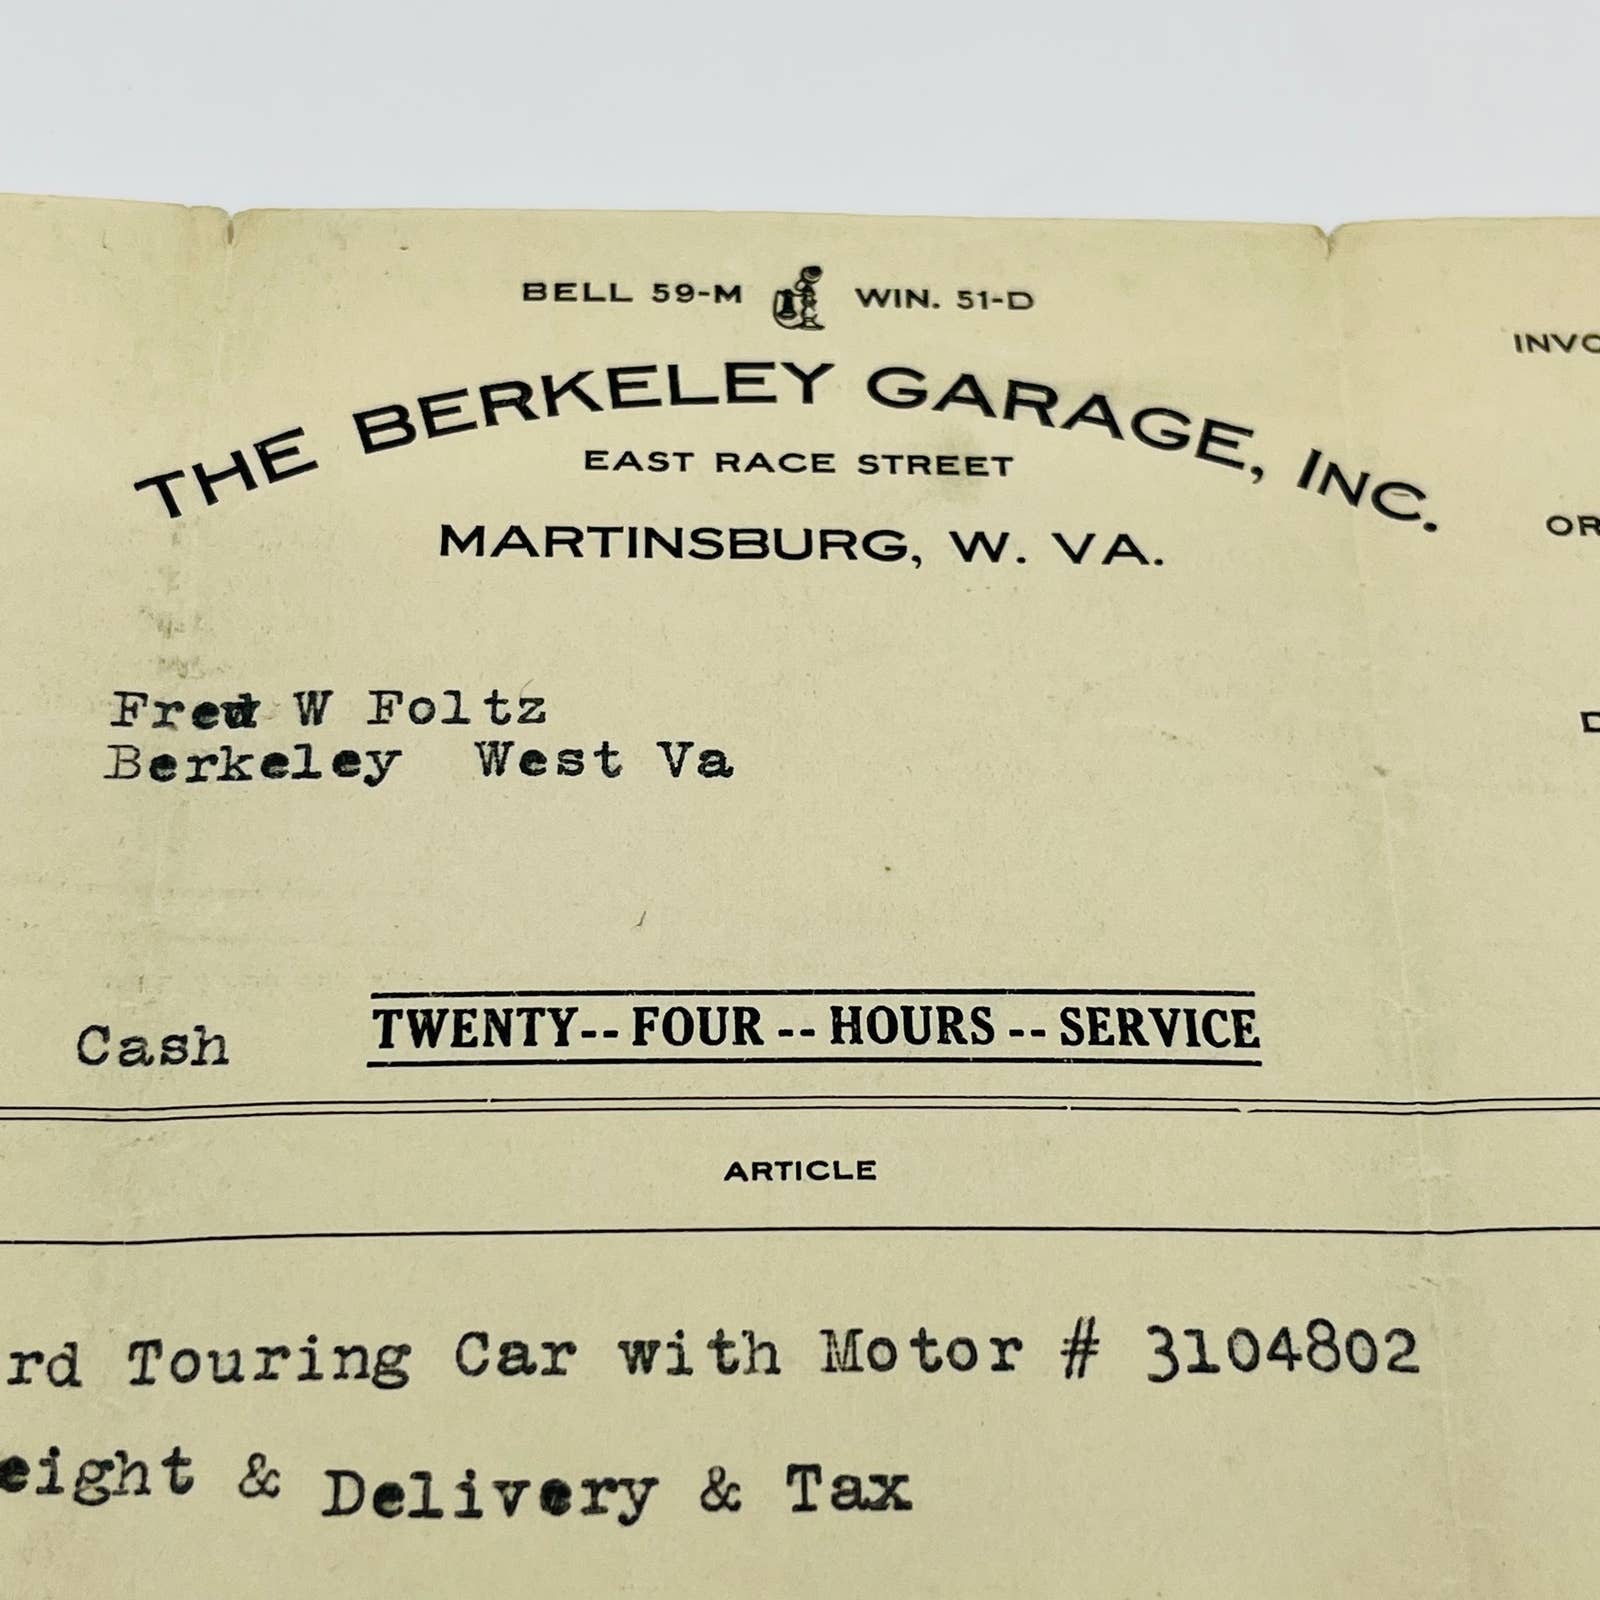 BELL 59-M WIN. 51-D
INVO
THE BERKELEY GARAGE, INC.
EAST RACE STREET
OR
MARTINSBURG, W. VA.
Fred W Foltz
D
Berkeley West Va
Cash TWENTY--FOUR--HOURS--SERVICE
ARTICLE
rd Touring Car with Motor # 3104802
eight & Delivery & Tax